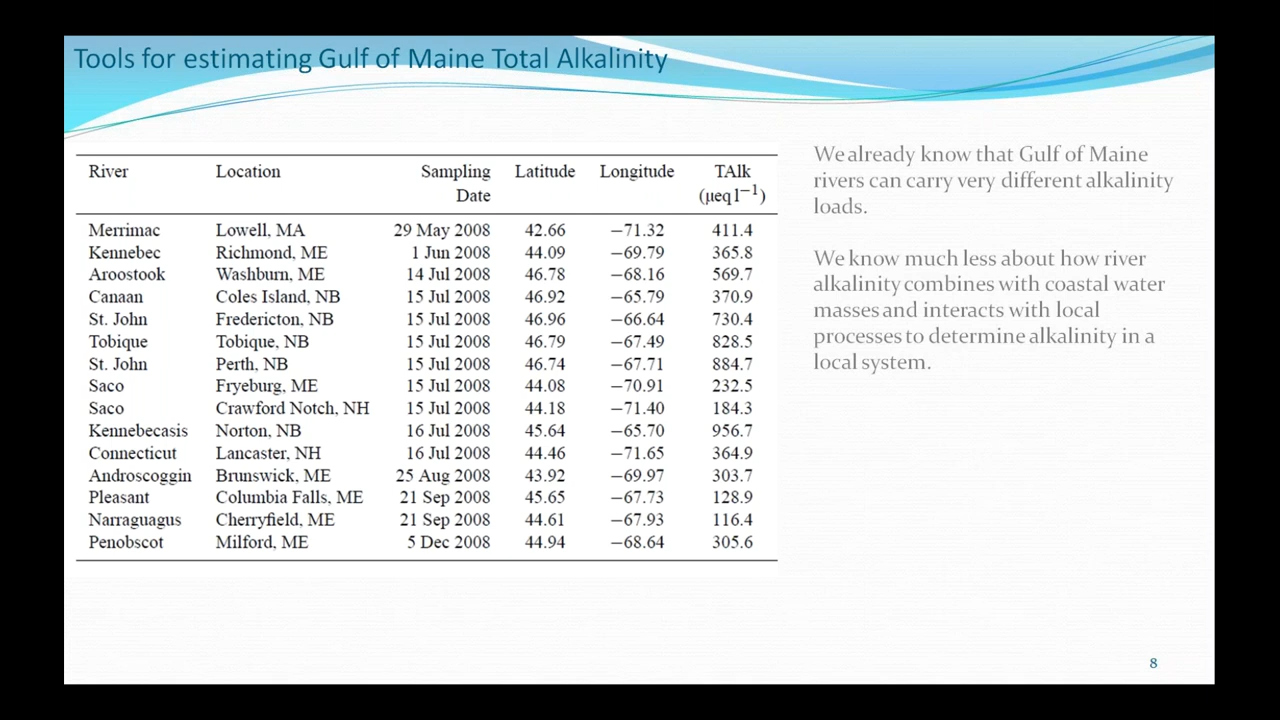 Tools for estimating Gulf of Maine Total Alkalinity
River Location Sampling Date Latitude Longitude TAlk (µeq l−1)
Merrimac Lowell, MA 29 May 2008 42.66 −71.32 411.4
Kennebec Richmond, ME 1 Jun 2008 44.09 −69.79 365.8
Aroostook Washburn, ME 14 Jul 2008 46.78 −68.16 569.7
Canaan Coles Island, NB 15 Jul 2008 46.92 −65.79 370.9
St. John Fredericton, NB 15 Jul 2008 46.96 −66.64 730.4
Tobique Tobique, NB 15 Jul 2008 46.79 −67.49 828.5
St. John Perth, NB 15 Jul 2008 46.74 −67.71 884.7
Saco Fryeburg, ME 15 Jul 2008 44.08 −70.91 232.5
Saco Crawford Notch, NH 15 Jul 2008 44.18 −71.40 184.3
Kennebecasis Norton, NB 16 Jul 2008 45.64 −65.70 956.7
Connecticut Lancaster, NH 16 Jul 2008 44.46 −71.65 364.9
Androscoggin Brunswick, ME 25 Aug 2008 43.92 −69.97 303.7
Pleasant Columbia Falls, ME 21 Sep 2008 45.65 −67.73 128.9
Narraguagus Cherryfield, ME 21 Sep 2008 44.61 −67.93 116.4
Penobscot Milford, ME 5 Dec 2008 44.94 −68.64 305.6
We already know that Gulf of Maine
rivers can carry very different alkalinity
loads.
We know much less about how river
alkalinity combines with coastal water
masses and interacts with local
processes to determine alkalinity in a
local system.
8